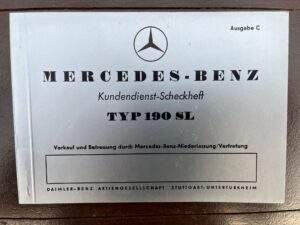 Ausgabe C
MERCEDES-BENZ
Kundendienst-Scheckheft
TYP 190 SL
Verkauf und Betreuung durch Mercedes-Benz-Niederlassung/Vertretung
DAIMLER-BENZ AKTIENGESELLSCHAFT STUTTGART-UNTERTÜRKHEIM